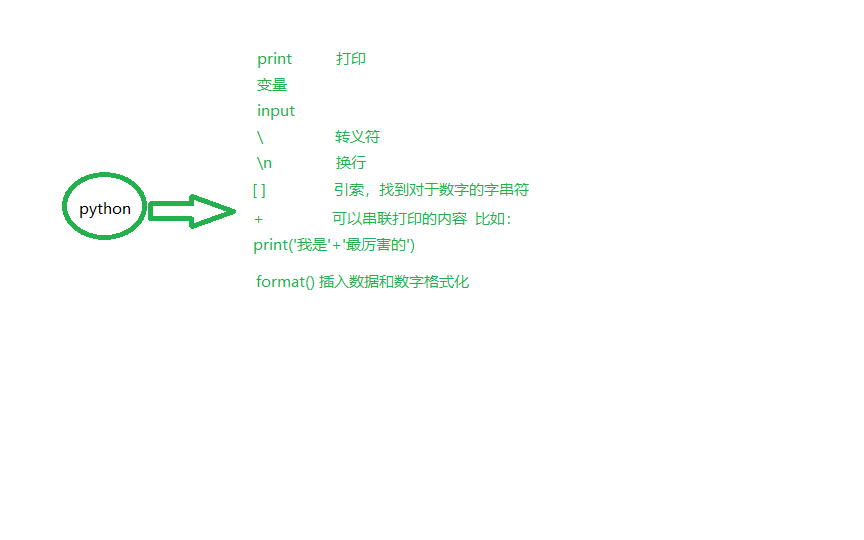 print 打印
变量
input
\ 转义符
\n 换行
[ ] 引索，找到对于数字的字串符
python
+ 可以串联打印的内容 比如：
print('我是'+'最厉害的')
format() 插入数据和数字格式化